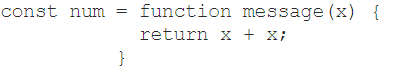 const num = function message(x) {
return x + x;
}